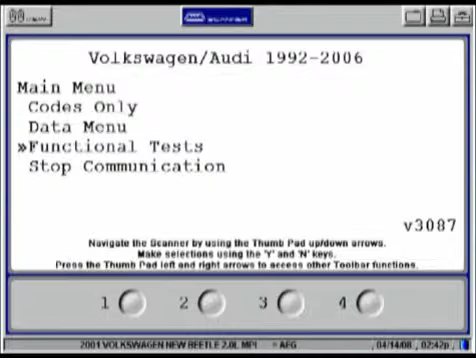 SCANNER
Volkswagen/Audi 1992-2006
Main Menu
Codes Only
Data Menu
»Functional Tests
Stop Communication
v3087
Navigate the Scanner by using the Thumb Pad up/down arrows.
Make selections using the 'Y' and 'N' keys.
Press the Thumb Pad left and right arrows to access other Toolbar functions.
1 2 3 4
2001 VOLKSWAGEN NEW BEETLE 2.0L MPI * AEG 04/14/08 02:42p